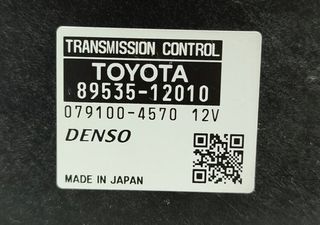 TRANSMISSION CONTROL
TOYOTA
89535-12010
079100-4570 12V
DENSO
MADE IN JAPAN